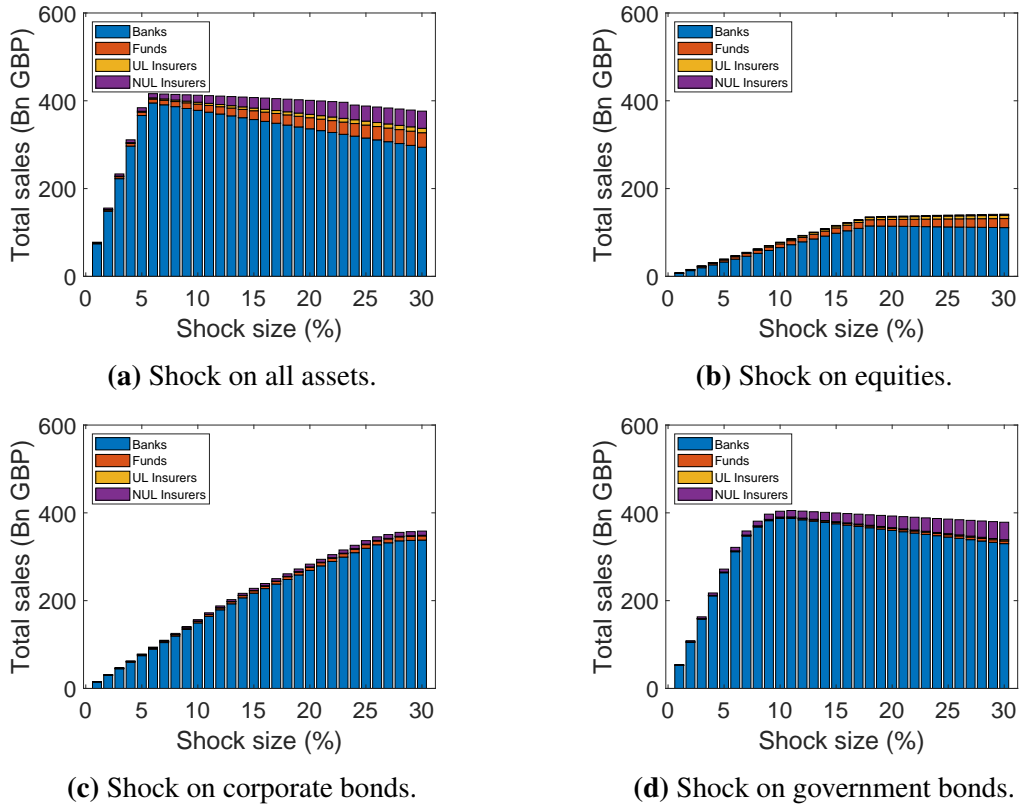 600
400
200
0
Total sales (Bn GBP)
Banks
Funds
UL Insurers
NUL Insurers
0 5 10 15 20 25 30
Shock size (%)
(a) Shock on all assets.
600
400
200
0
Total sales (Bn GBP)
Banks
Funds
UL Insurers
NUL Insurers
0 5 10 15 20 25 30
Shock size (%)
(b) Shock on equities.
600
400
200
0
Total sales (Bn GBP)
Banks
Funds
UL Insurers
NUL Insurers
0 5 10 15 20 25 30
Shock size (%)
(c) Shock on corporate bonds.
600
400
200
0
Total sales (Bn GBP)
Banks
Funds
UL Insurers
NUL Insurers
0 5 10 15 20 25 30
Shock size (%)
(d) Shock on government bonds.